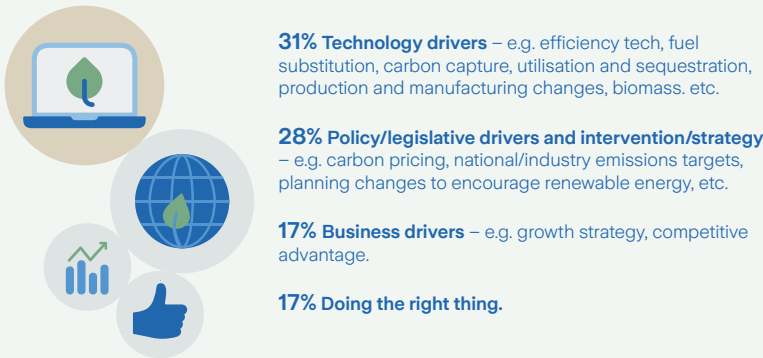 31% Technology drivers – e.g. efficiency tech, fuel
substitution, carbon capture, utilisation and sequestration,
production and manufacturing changes, biomass. etc.
28% Policy/legislative drivers and intervention/strategy
– e.g. carbon pricing, national/industry emissions targets,
planning changes to encourage renewable energy, etc.
17% Business drivers – e.g. growth strategy, competitive
advantage.
17% Doing the right thing.